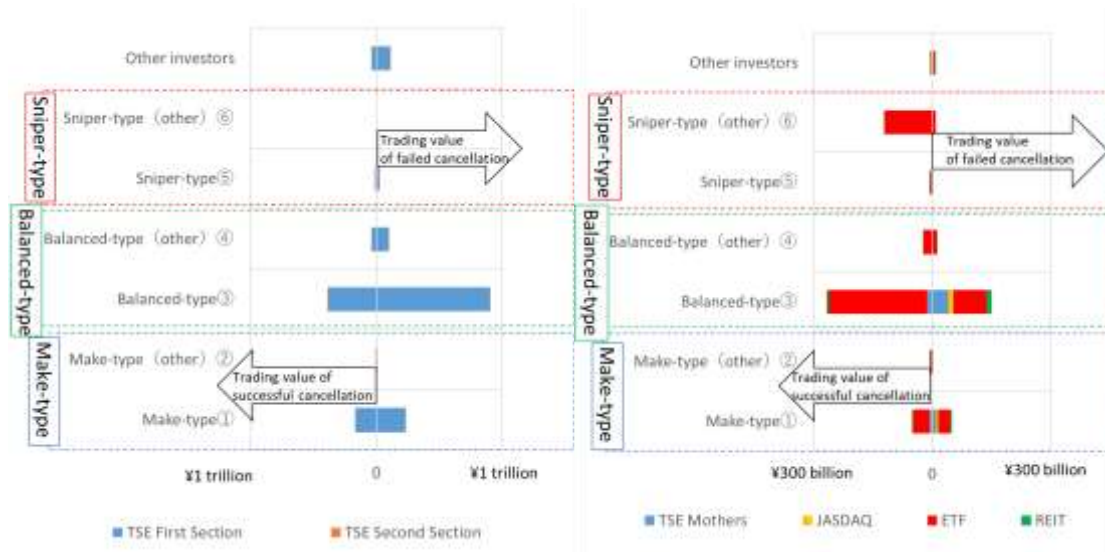 Other investors
Sniper-type
Sniper-type（other）⑥
Trading value
of failed cancellation
Sniper-type⑤
Balanced-type
Balanced-type（other）④
Balanced-type③
Make-type
Make-type（other）②
Trading value of
successful cancellation
Make-type①
¥1 trillion
0
¥1 trillion
TSE First Section
TSE Second Section
Other investors
Sniper-type
Sniper-type（other）⑥
Trading value
of failed cancellation
Sniper-type⑤
Balanced-type
Balanced-type（other）④
Balanced-type③
Make-type
Make-type（other）②
Trading value of
successful cancellation
Make-type①
¥300 billion
0
¥300 billion
TSE Mothers
JASDAQ
ETF
REIT